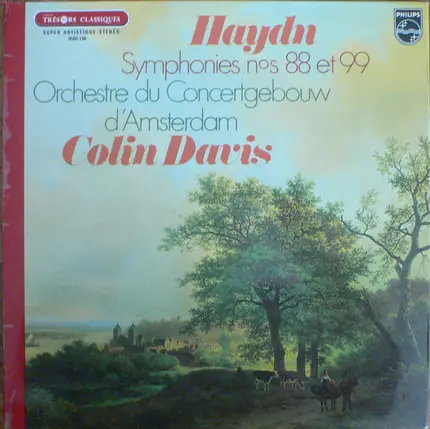 TRÉSORS CLASSIQUES
SUPER ARTISTIQUE·STEREO
PHILIPS
Haydn
Symphonies nos 88 et 99
Orchestre du Concertgebouw
d'Amsterdam
Colin Davis